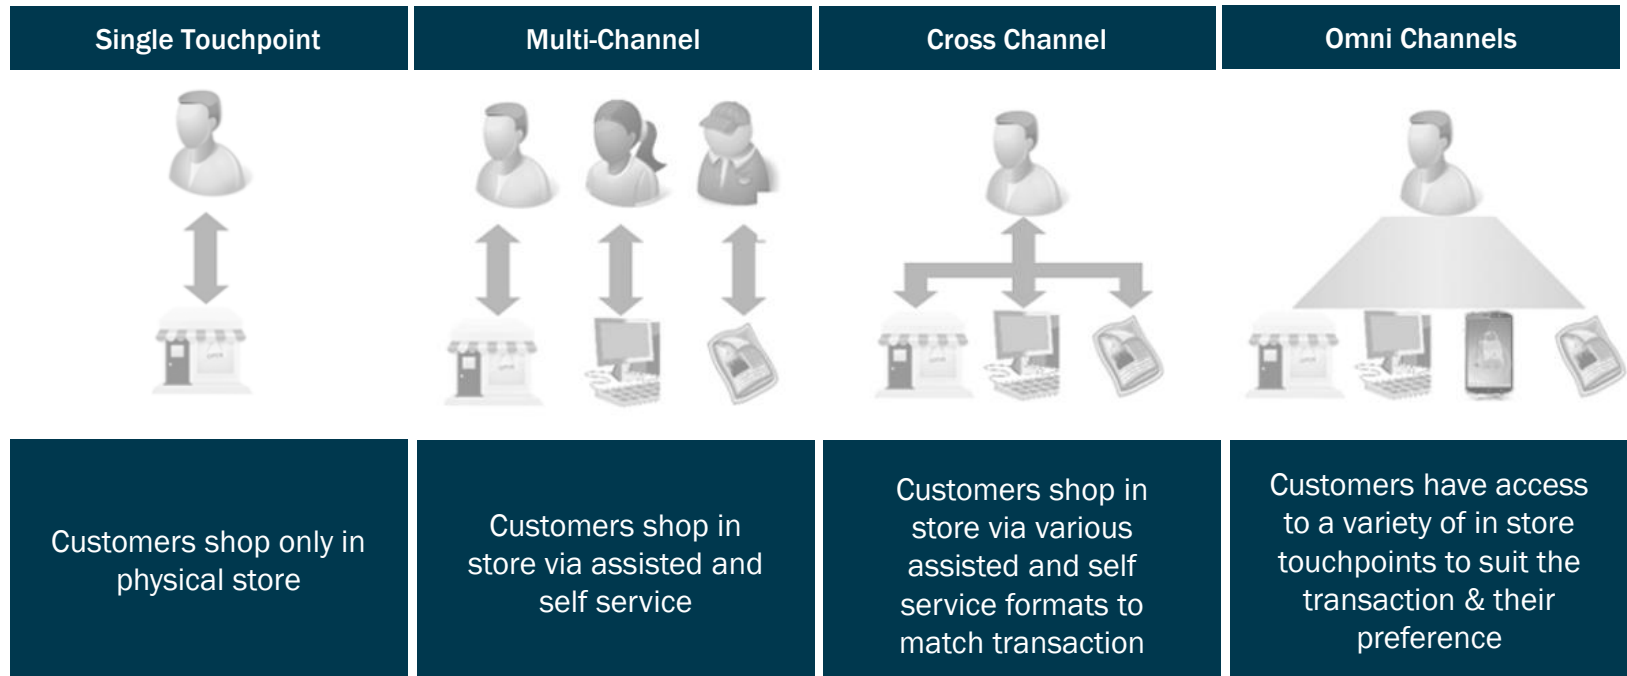 Single Touchpoint
Multi-Channel
Cross Channel
Omni Channels
Customers shop only in
physical store
Customers shop in
store via assisted and
self service
Customers shop in
store via various
assisted and self
service formats to
match transaction
Customers have access
to a variety of in store
touchpoints to suit the
transaction & their
preference